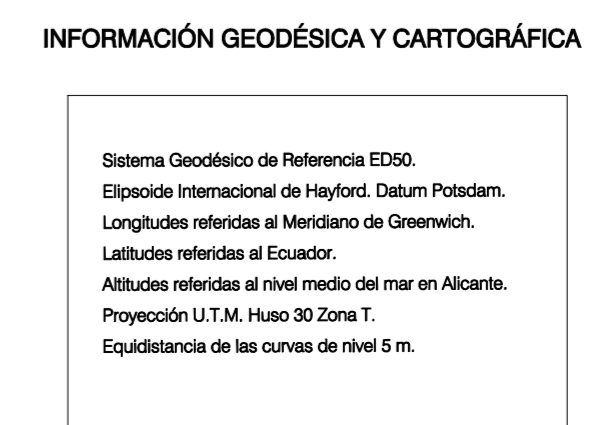 INFORMACIÓN GEODÉSICA Y CARTOGRÁFICA
Sistema Geodésico de Referencia ED50.
Elipsoide Internacional de Hayford. Datum Potsdam.
Longitudes referidas al Meridiano de Greenwich.
Latitudes referidas al Ecuador.
Altitudes referidas al nivel medio del mar en Alicante.
Proyección U.T.M. Huso 30 Zona T.
Equidistancia de las curvas de nivel 5 m.